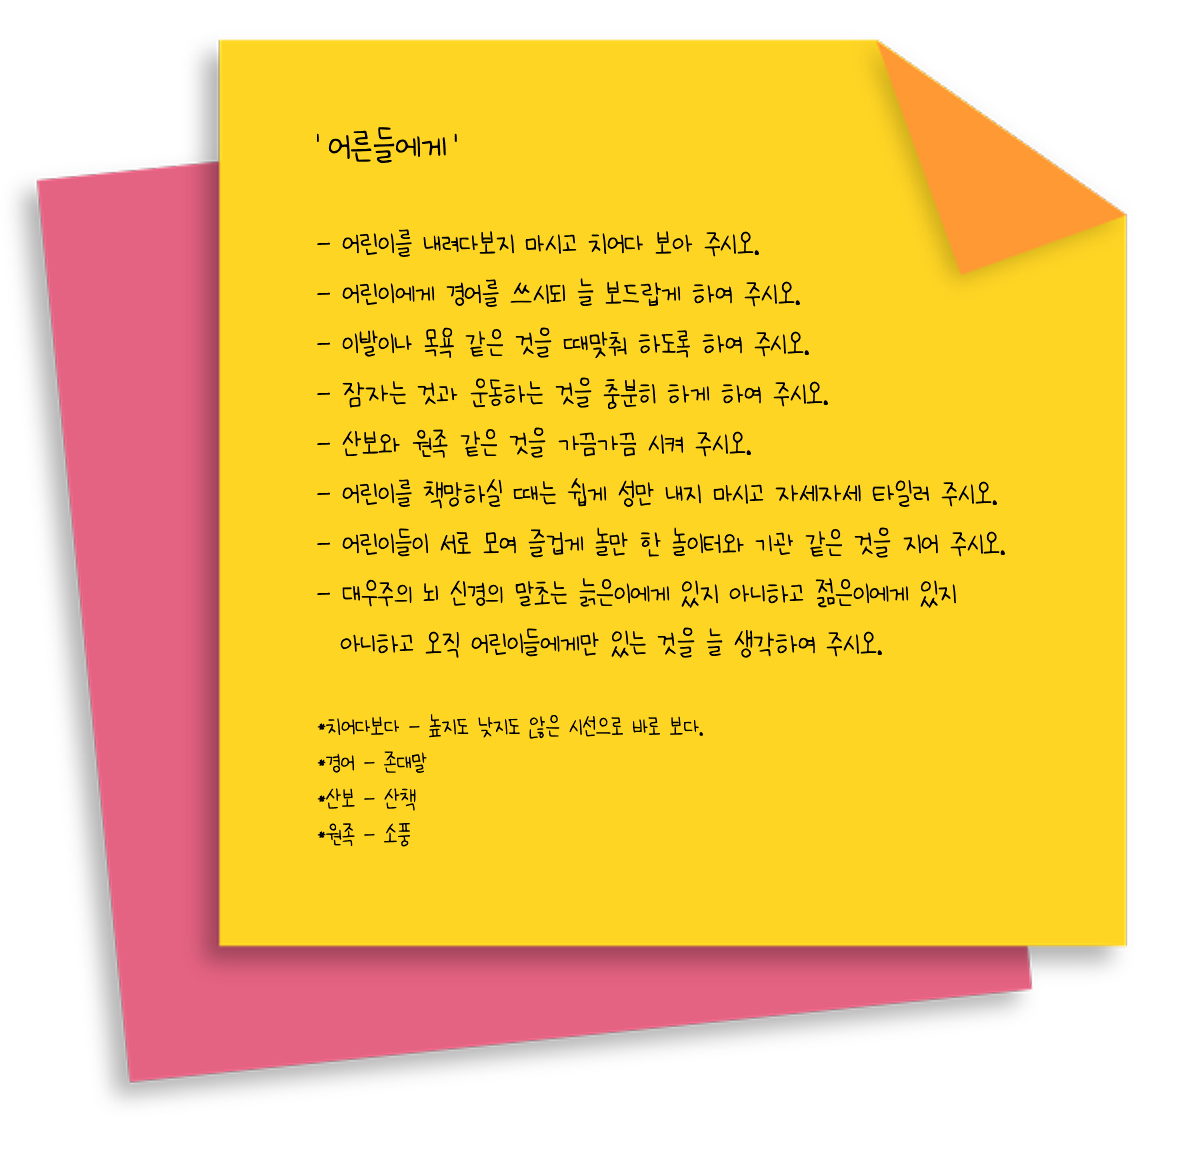 '어른들에게'
- 어린이를 내려다보지 마시고 치어다 보아 주시오.
- 어린이에게 경어를 쓰시되 늘 보드랍게 하여 주시오.
- 이발이나 목욕 같은 것을 때맞춰 하도록 하여 주시오.
- 잠자는 것과 운동하는 것을 충분히 하게 하여 주시오.
- 산보와 원족 같은 것을 가끔가끔 시켜 주시오.
- 어린이를 책망하실 때는 쉽게 성만 내지 마시고 자세자세 타일러 주시오.
- 어린이들이 서로 모여 즐겁게 놀만 한 놀이터와 기관 같은 것을 지어 주시오.
- 대우주의 뇌 신경의 말초는 늙은이에게 있지 아니하고 젊은이에게 있지
아니하고 오직 어린이들에게만 있는 것을 늘 생각하여 주시오.
*치어다보다 - 높지도 낮지도 않은 시선으로 바로 보다.
*경어 - 존대말
*산보 - 산책
*원족 - 소풍